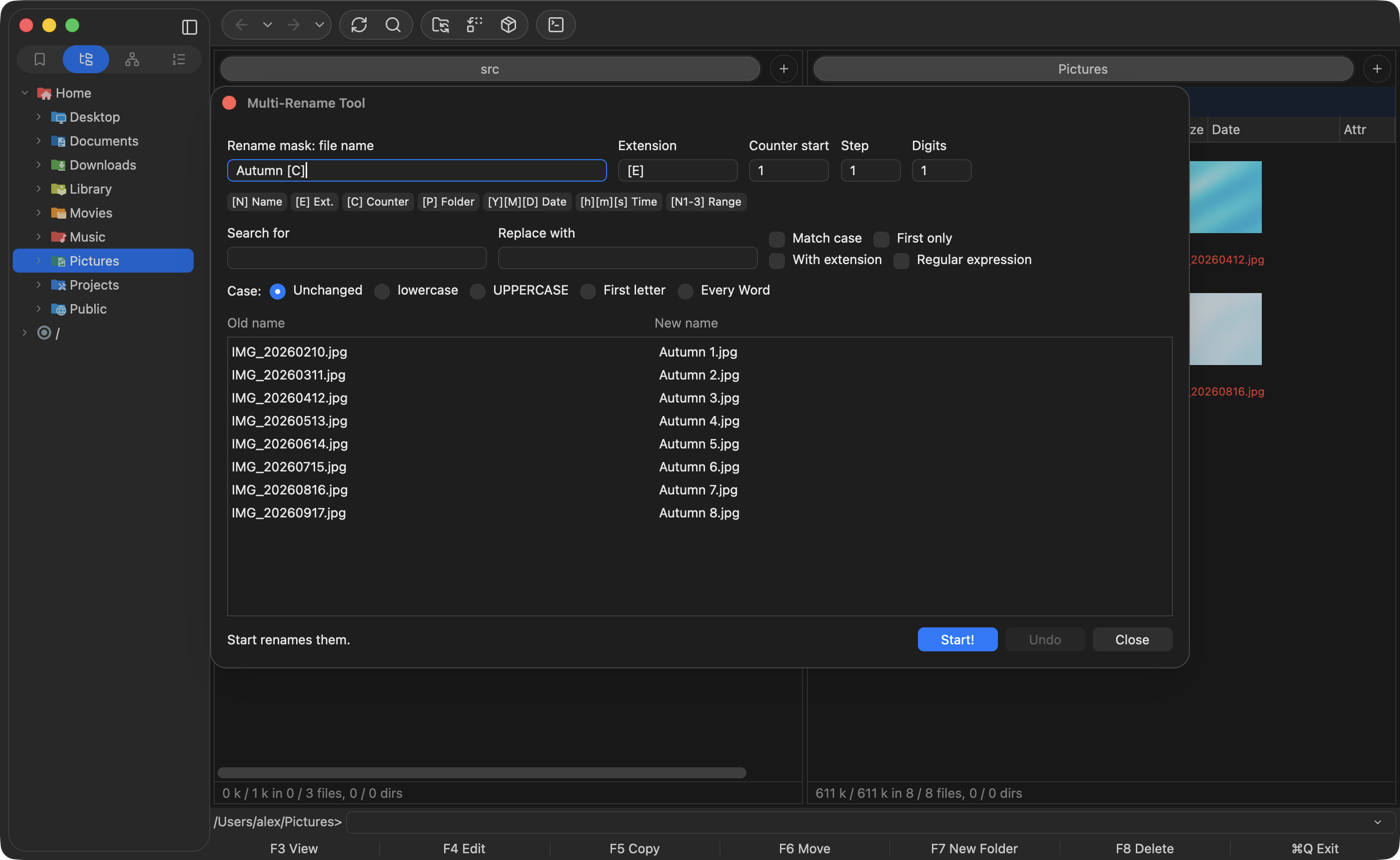 src
+
Pictures
+
Home
Desktop
Documents
Downloads
Library
Movies
Music
Pictures
Projects
Public
/
Multi-Rename Tool
Rename mask: file name
Extension
Counter start
Step
Digits
Autumn [C]
[E]
1
1
1
[N] Name
[E] Ext.
[C] Counter
[P] Folder
[Y][M][D] Date
[h][m][s] Time
[N1-3] Range
Search for
Replace with
Match case
First only
With extension
Regular expression
Case:
Unchanged
lowercase
UPPERCASE
First letter
Every Word
Old name
New name
IMG_20260210.jpg
Autumn 1.jpg
IMG_20260311.jpg
Autumn 2.jpg
IMG_20260412.jpg
Autumn 3.jpg
IMG_20260513.jpg
Autumn 4.jpg
IMG_20260614.jpg
Autumn 5.jpg
IMG_20260715.jpg
Autumn 6.jpg
IMG_20260816.jpg
Autumn 7.jpg
IMG_20260917.jpg
Autumn 8.jpg
Start renames them.
Start!
Undo
Close
ze
Date
Attr
_20260412.jpg
_20260816.jpg
0 k / 1 k in 0 / 3 files, 0 / 0 dirs
611 k / 611 k in 8 / 8 files, 0 / 0 dirs
/Users/alex/Pictures>
F3 View
F4 Edit
F5 Copy
F6 Move
F7 New Folder
F8 Delete
⌘Q Exit